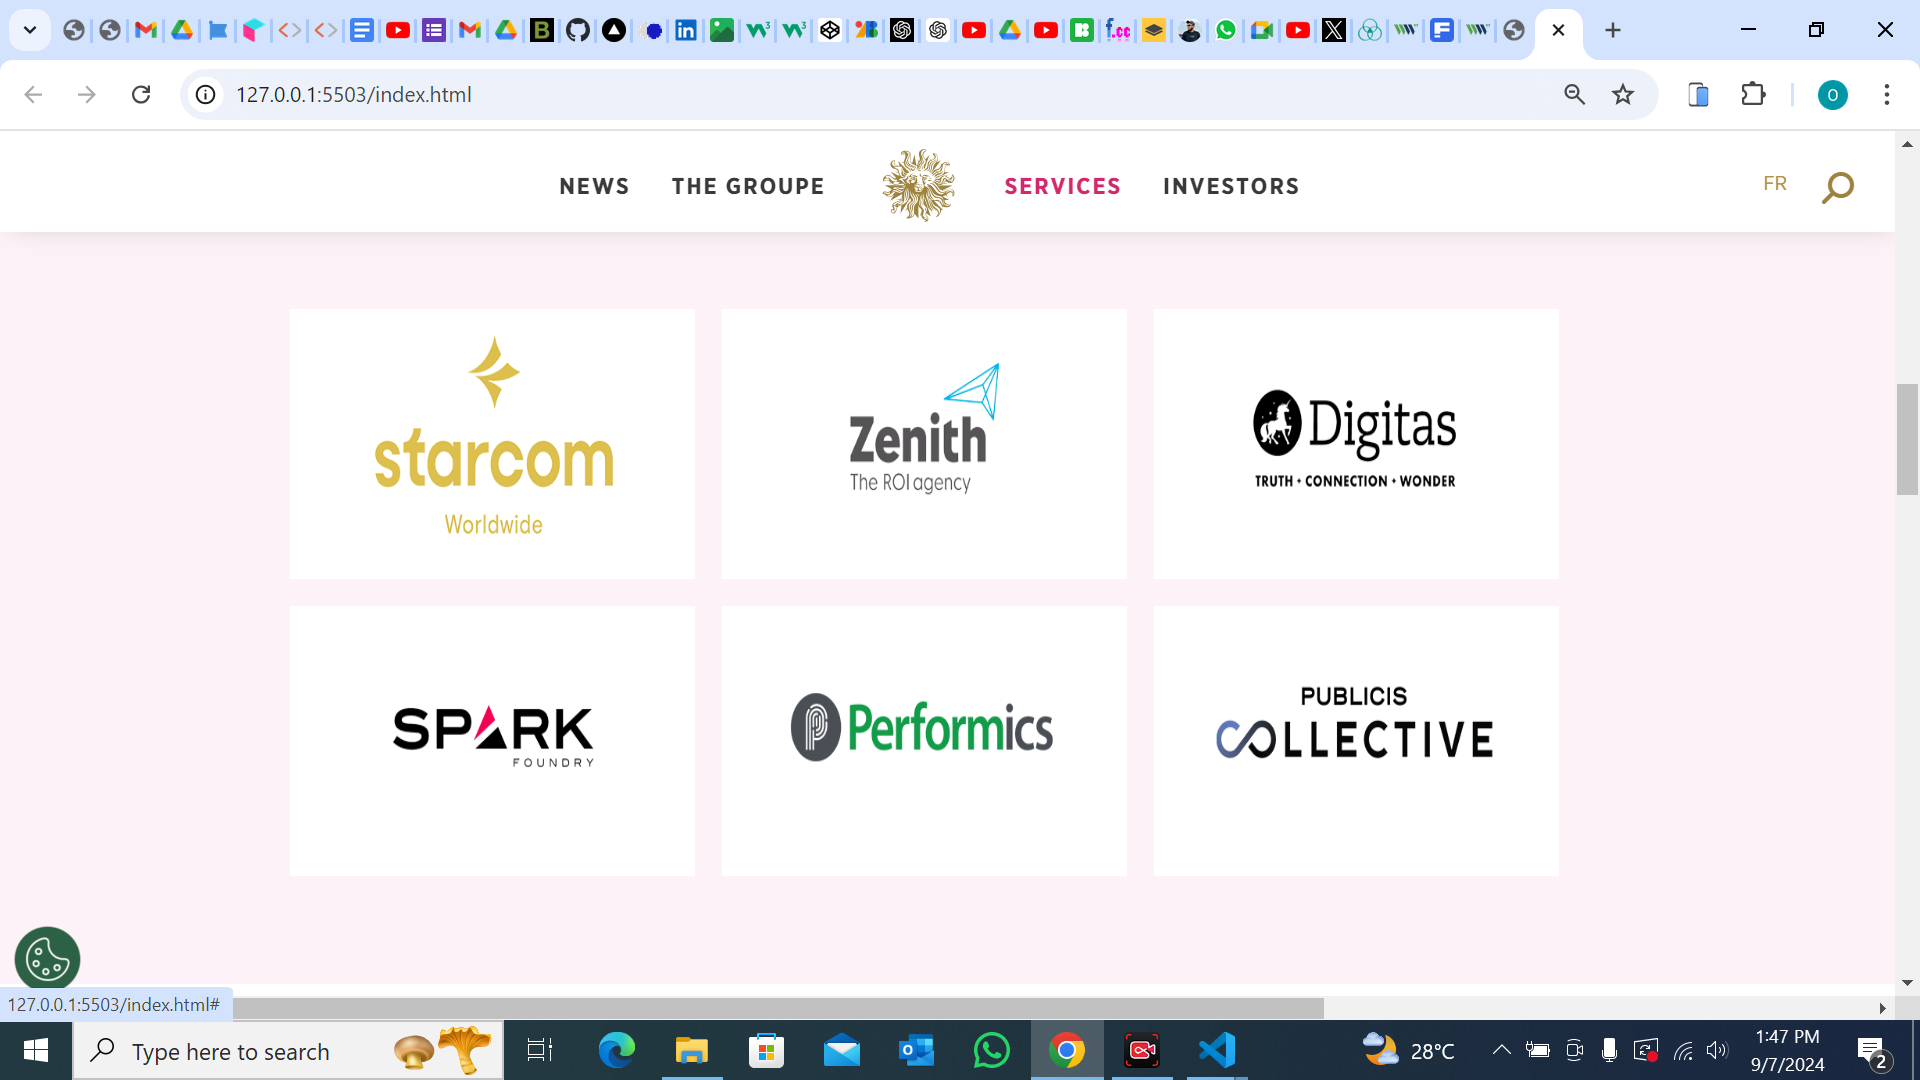 127.0.0.1:5503/index.html
O
NEWS
THE GROUPE
SERVICES
INVESTORS
FR
starcom
Worldwide
Zenith
The ROI agency
Digitas
TRUTH • CONNECTION • WONDER
SPARK
FOUNDRY
Performics
PUBLICIS
COLLECTIVE
127.0.0.1:5503/index.html#
Type here to search
28°C
1:47 PM
9/7/2024
2